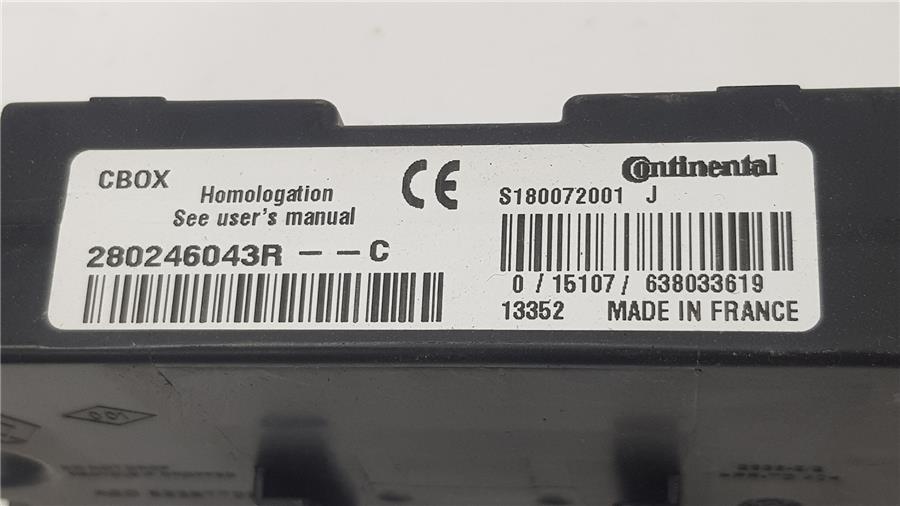 CBOX
Homologation
See user's manual
CE
280246043R -- C
Continental
S180072001 J
0 / 15107 / 638033619
13352 MADE IN FRANCE